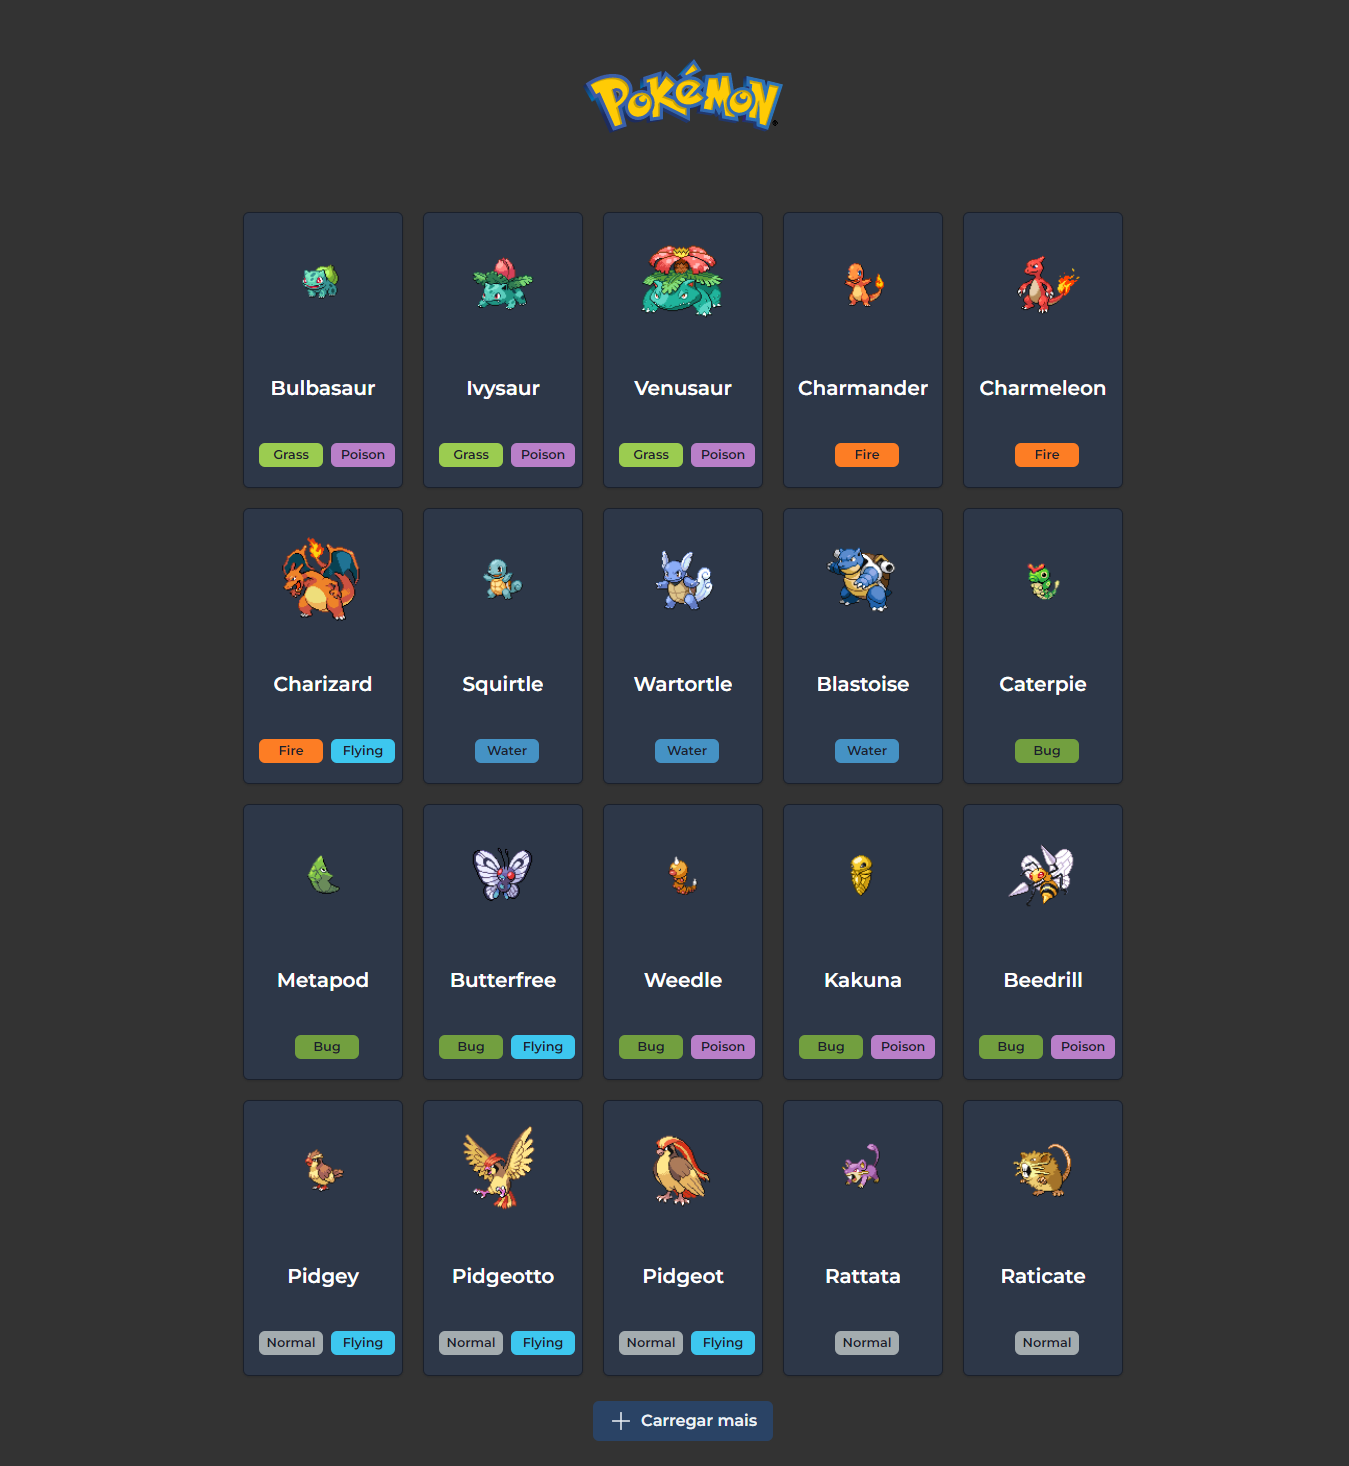 Pokémon
Bulbasaur
Grass Poison
Ivysaur
Grass Poison
Venusaur
Grass Poison
Charmander
Fire
Charmeleon
Fire
Charizard
Fire Flying
Squirtle
Water
Wartortle
Water
Blastoise
Water
Caterpie
Bug
Metapod
Bug
Butterfree
Bug Flying
Weedle
Bug Poison
Kakuna
Bug Poison
Beedrill
Bug Poison
Pidgey
Normal Flying
Pidgeotto
Normal Flying
Pidgeot
Normal Flying
Rattata
Normal
Raticate
Normal
Carregar mais